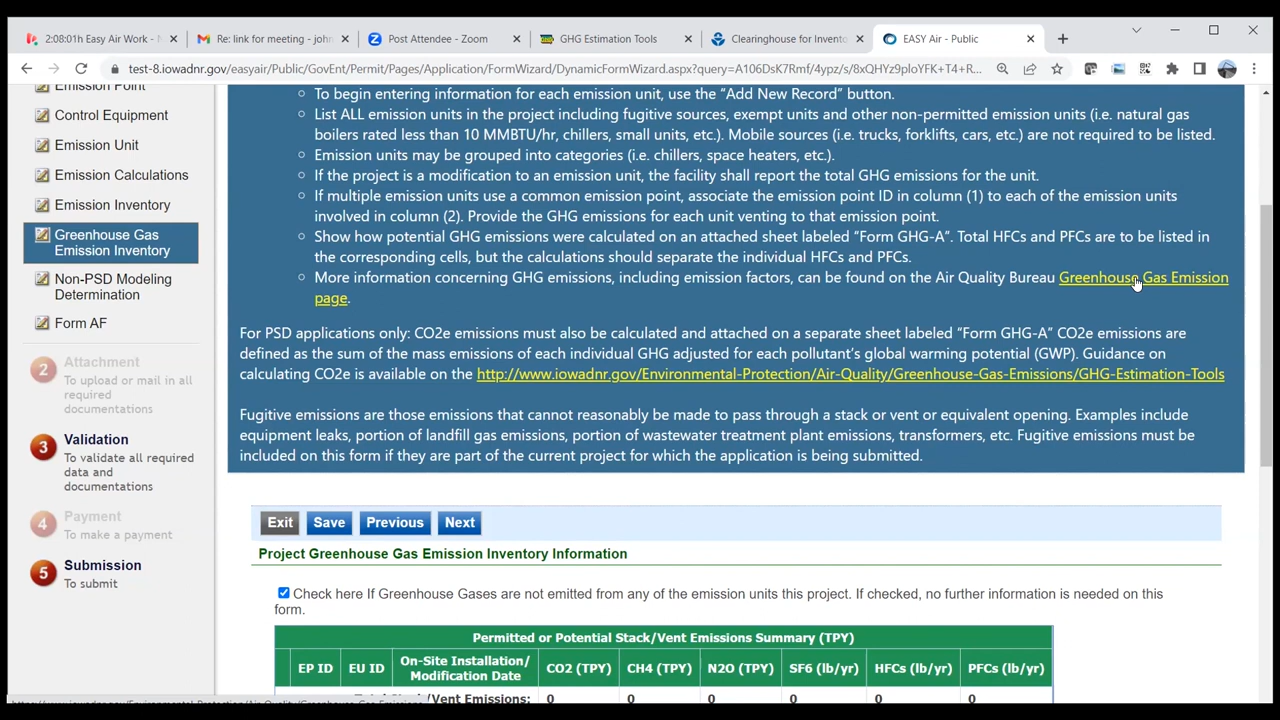 2:08:01h Easy Air Work -
Re: link for meeting - john
Post Attendee - Zoom
GHG Estimation Tools
Clearinghouse for Invento
EASY Air - Public
test-8.iowadnr.gov/easyair/Public/GovEnt/Permit/Pages/Application/FormWizard/DynamicFormWizard.aspx?query=A106DsK7Rmf/4ypz/s/8xQHYz9ploYFK+T4+R...
Emission Point
Control Equipment
Emission Unit
Emission Calculations
Emission Inventory
Greenhouse Gas
Emission Inventory
Non-PSD Modeling
Determination
Form AF
2 Attachment
To upload or mail in all
required
documentations
3 Validation
To validate all required
data and
documentations
4 Payment
To make a payment
5 Submission
To submit
To begin entering information for each emission unit, use the “Add New Record” button.
List ALL emission units in the project including fugitive sources, exempt units and other non-permitted emission units (i.e. natural gas
boilers rated less than 10 MMBTU/hr, chillers, small units, etc.). Mobile sources (i.e. trucks, forklifts, cars, etc.) are not required to be listed.
Emission units may be grouped into categories (i.e. chillers, space heaters, etc.).
If the project is a modification to an emission unit, the facility shall report the total GHG emissions for the unit.
If multiple emission units use a common emission point, associate the emission point ID in column (1) to each of the emission units
involved in column (2). Provide the GHG emissions for each unit venting to that emission point.
Show how potential GHG emissions were calculated on an attached sheet labeled “Form GHG-A”. Total HFCs and PFCs are to be listed in
the corresponding cells, but the calculations should separate the individual HFCs and PFCs.
More information concerning GHG emissions, including emission factors, can be found on the Air Quality Bureau Greenhouse Gas Emission
page.
For PSD applications only: CO2e emissions must also be calculated and attached on a separate sheet labeled “Form GHG-A” CO2e emissions are
defined as the sum of the mass emissions of each individual GHG adjusted for each pollutant’s global warming potential (GWP). Guidance on
calculating CO2e is available on the http://www.iowadnr.gov/Environmental-Protection/Air-Quality/Greenhouse-Gas-Emissions/GHG-Estimation-Tools
Fugitive emissions are those emissions that cannot reasonably be made to pass through a stack or vent or equivalent opening. Examples include
equipment leaks, portion of landfill gas emissions, portion of wastewater treatment plant emissions, transformers, etc. Fugitive emissions must be
included on this form if they are part of the current project for which the application is being submitted.
Exit Save Previous Next
Project Greenhouse Gas Emission Inventory Information
Check here If Greenhouse Gases are not emitted from any of the emission units this project. If checked, no further information is needed on this
form.
Permitted or Potential Stack/Vent Emissions Summary (TPY)
EP ID EU ID On-Site Installation/ Modification Date CO2 (TPY) CH4 (TPY) N2O (TPY) SF6 (lb/yr) HFCs (lb/yr) PFCs (lb/yr)
Stack/Vent Emissions: 0 0 0 0 0 0